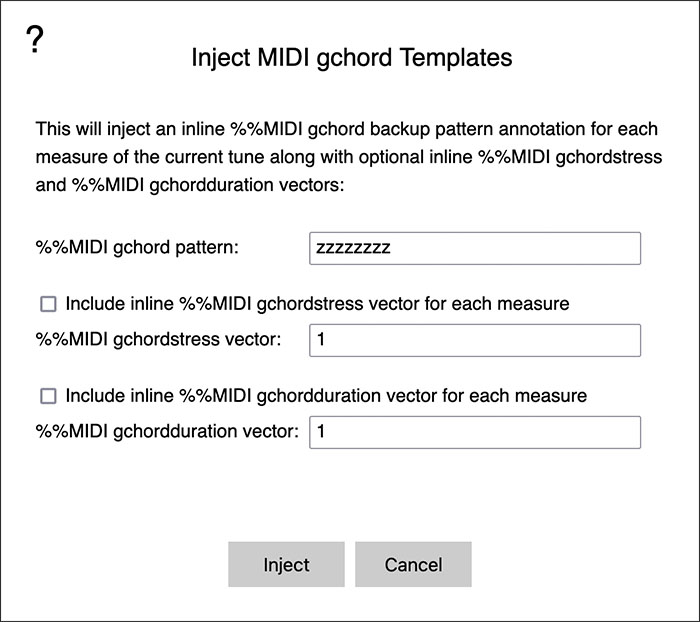 ?
Inject MIDI gchord Templates
This will inject an inline %%MIDI gchord backup pattern annotation for each
measure of the current tune along with optional inline %%MIDI gchordstress
and %%MIDI gchordduration vectors:
%%MIDI gchord pattern: zzzzzzzz
Include inline %%MIDI gchordstress vector for each measure
%%MIDI gchordstress vector: 1
Include inline %%MIDI gchordduration vector for each measure
%%MIDI gchordduration vector: 1
Inject Cancel